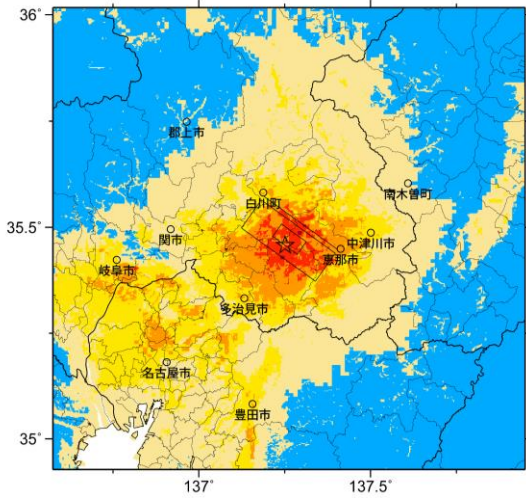 36°
郡上市
白川町
南木曽町
35.5°
関市
中津川市
恵那市
岐阜市
多治見市
名古屋市
豊田市
35°
137°
137.5°